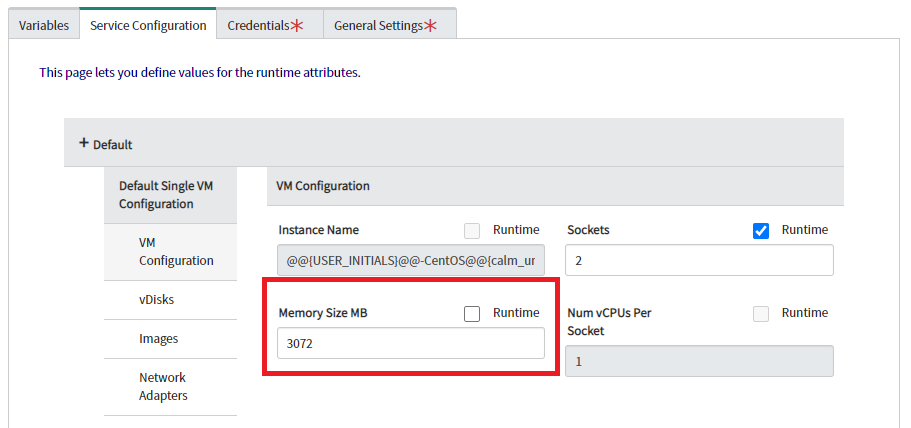 Variables
Service Configuration
Credentials*
General Settings*
This page lets you define values for the runtime attributes.
+ Default
Default Single VM
Configuration
VM
Configuration
vDisks
Images
Network
Adapters
VM Configuration
Instance Name
Runtime
@@{USER_INITIALS}@@-CentOS@@{calm_ur
Sockets
Runtime
2
Memory Size MB
Runtime
3072
Num vCPUs Per
Socket
Runtime
1